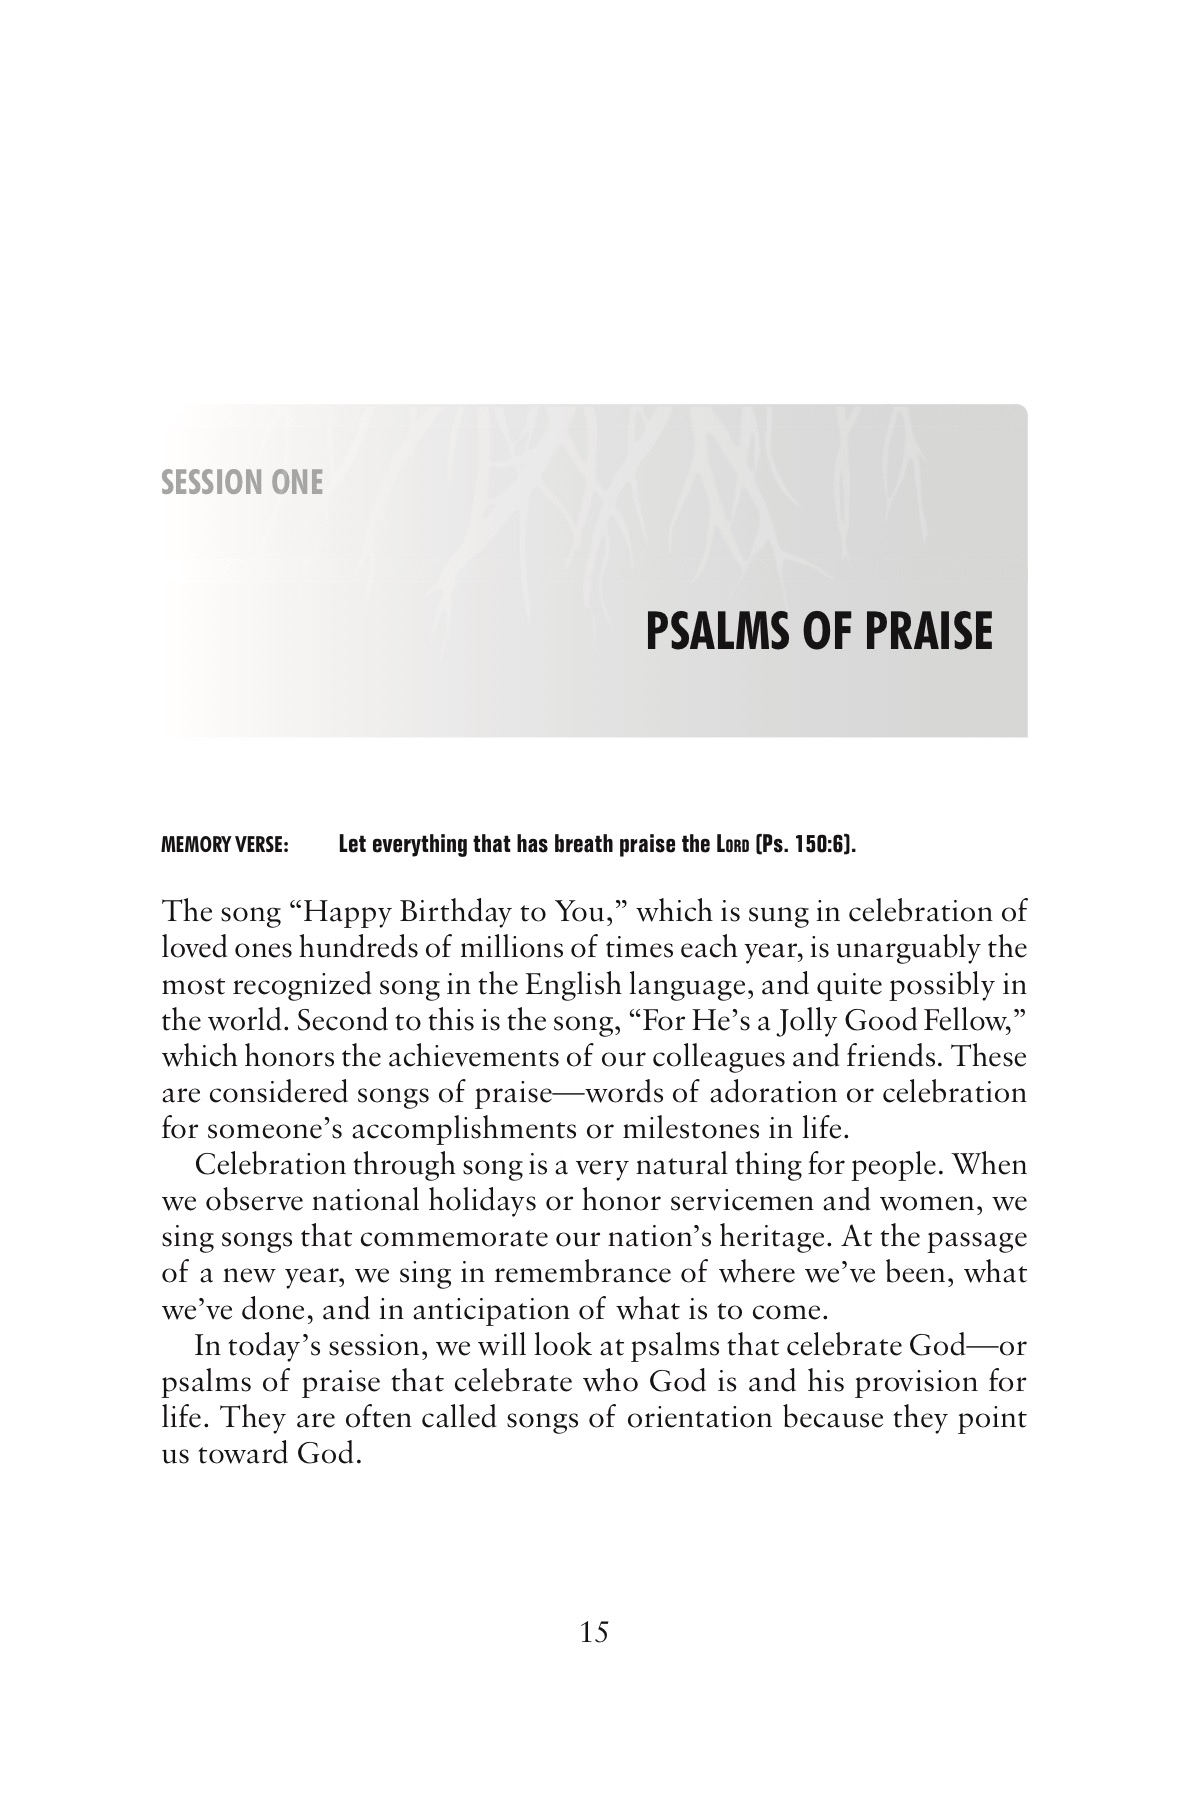 SESSION ONE
PSALMS OF PRAISE
MEMORY VERSE: Let everything that has breath praise the LORD (Ps. 150:6).
The song “Happy Birthday to You,” which is sung in celebration of
loved ones hundreds of millions of times each year, is unarguably the
most recognized song in the English language, and quite possibly in
the world. Second to this is the song, “For He’s a Jolly Good Fellow,”
which honors the achievements of our colleagues and friends. These
are considered songs of praise—words of adoration or celebration
for someone’s accomplishments or milestones in life.
Celebration through song is a very natural thing for people. When
we observe national holidays or honor servicemen and women, we
sing songs that commemorate our nation’s heritage. At the passage
of a new year, we sing in remembrance of where we’ve been, what
we’ve done, and in anticipation of what is to come.
In today’s session, we will look at psalms that celebrate God—or
psalms of praise that celebrate who God is and his provision for
life. They are often called songs of orientation because they point
us toward God.
15